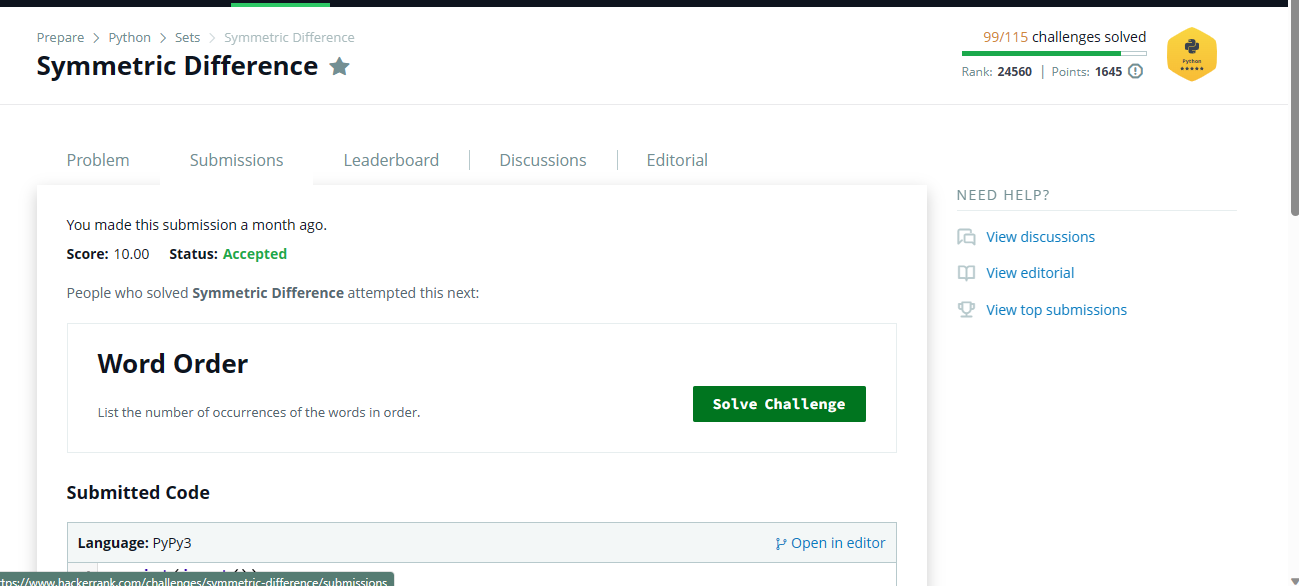 Prepare > Python > Sets > Symmetric Difference
Symmetric Difference
99/115 challenges solved
Rank: 24560 | Points: 1645
Python
Problem
Submissions
Leaderboard
Discussions
Editorial
You made this submission a month ago.
Score: 10.00 Status: Accepted
People who solved Symmetric Difference attempted this next:
Word Order
List the number of occurrences of the words in order.
Solve Challenge
Submitted Code
Language: PyPy3
Open in editor
NEED HELP?
View discussions
View editorial
View top submissions
tps://www.hackerrank.com/challenges/symmetric-difference/submissions